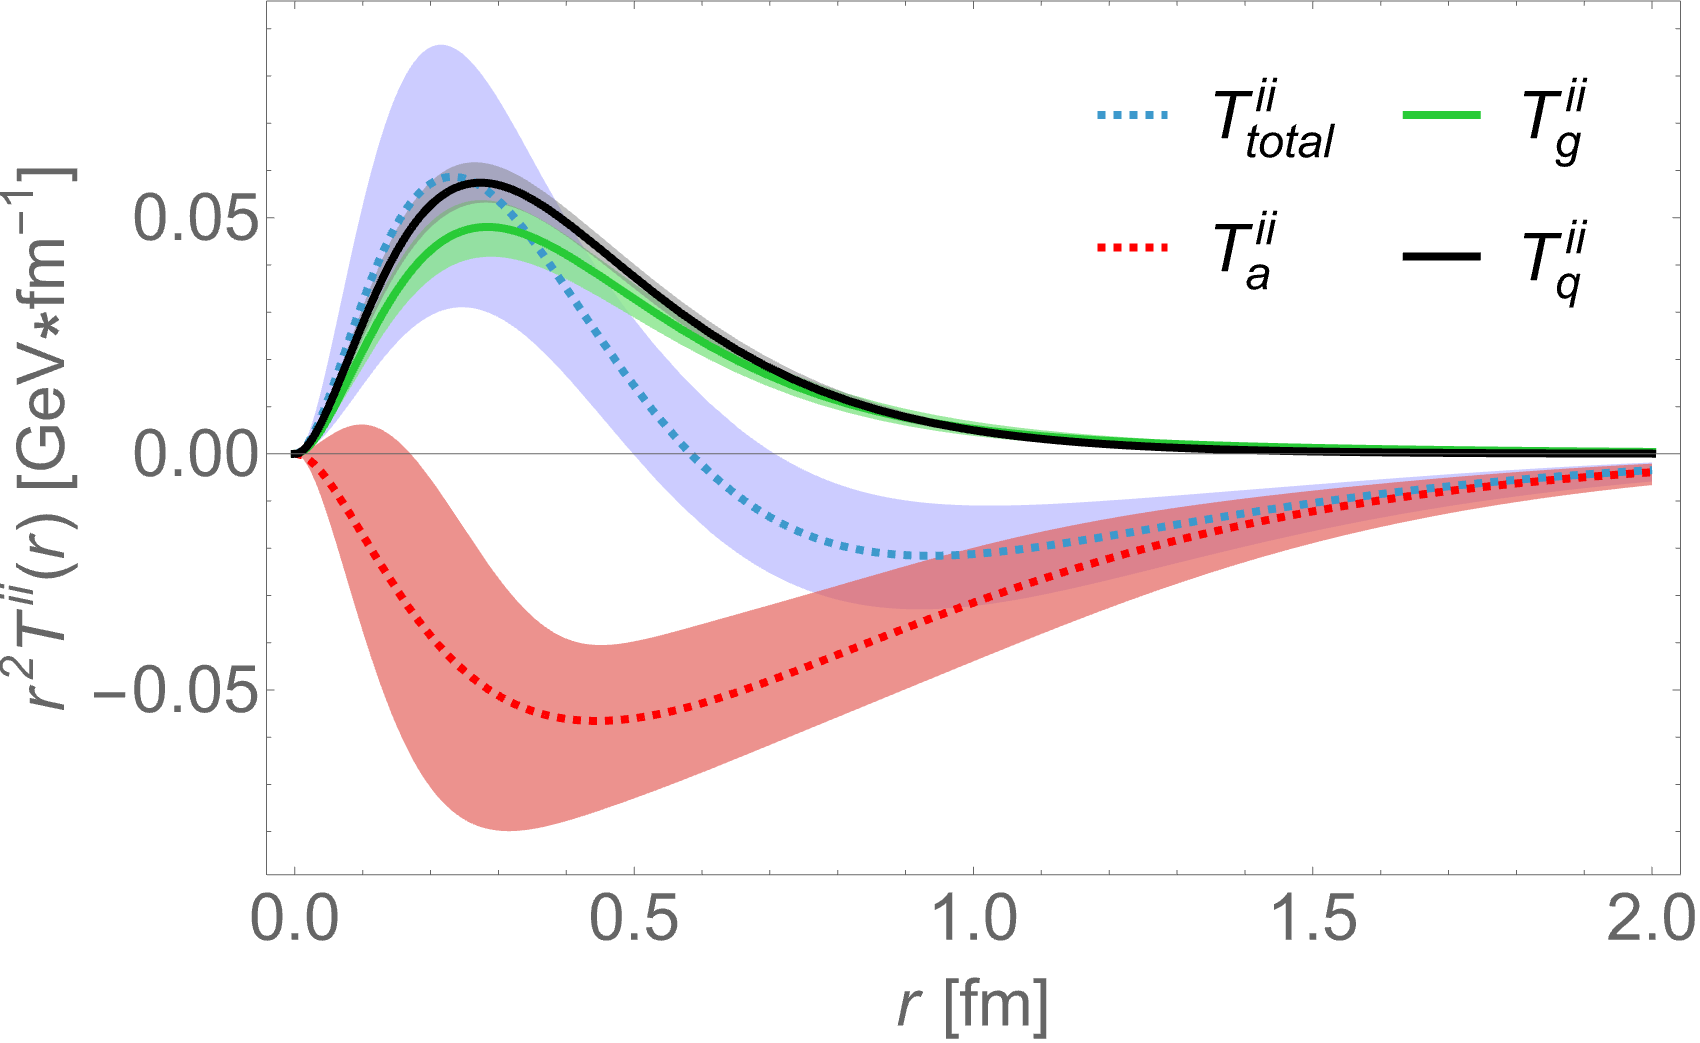 T^{ii}_{total} T^{ii}_{g}
T^{ii}_{a} T^{ii}_{q}
r^2 T^{ii}(r) [GeV*fm^{-1}]
0.05
0.00
-0.05
0.0 0.5 1.0 1.5 2.0
r [fm]